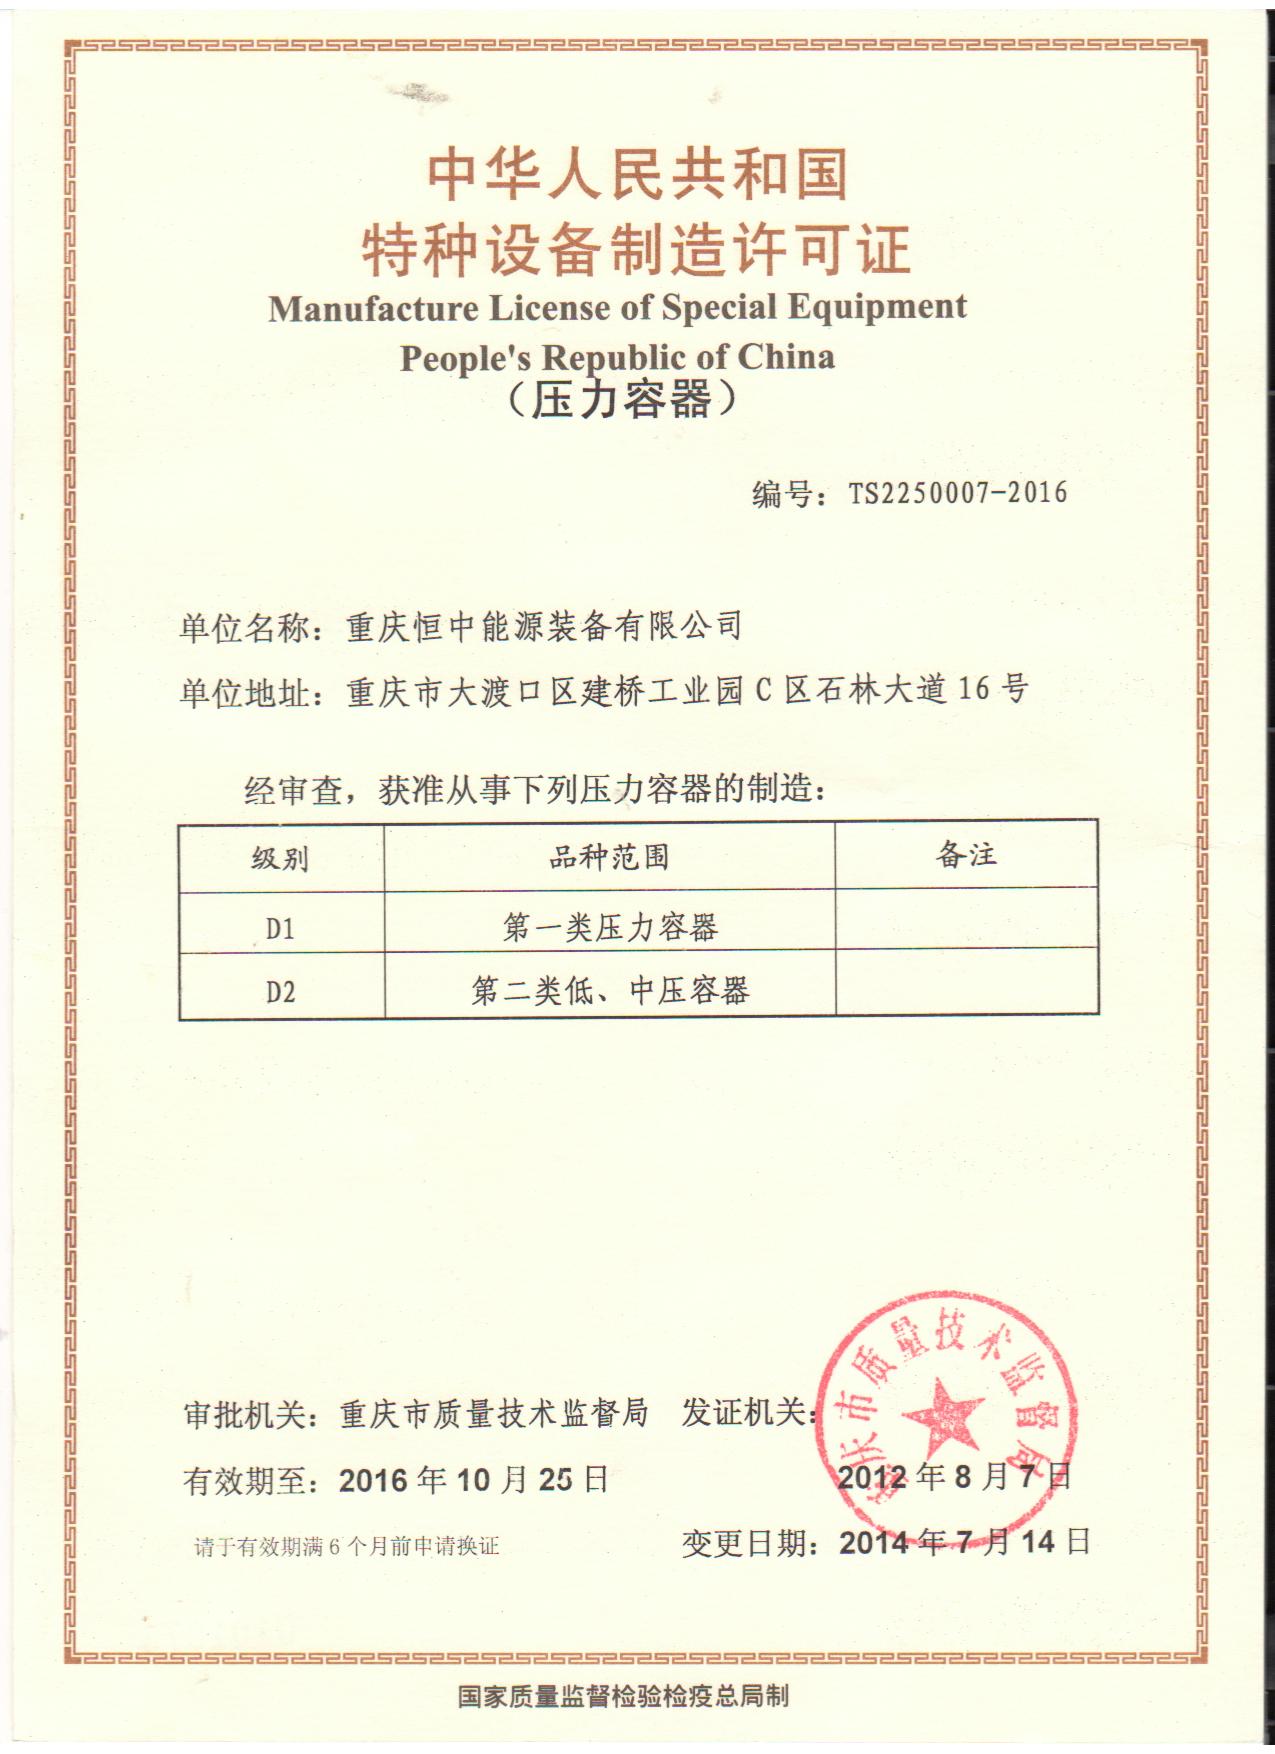 中华人民共和国
特种设备制造许可证
Manufacture License of Special Equipment
People's Republic of China
（压力容器）
编号：TS2250007-2016
单位名称：重庆恒中能源装备有限公司
单位地址：重庆市大渡口区建桥工业园C区石林大道16号
经审查，获准从事下列压力容器的制造：
级别 品种范围 备注
D1 第一类压力容器
D2 第二类低、中压容器
重庆市质量技术监督局
审批机关：重庆市质量技术监督局 发证机关：
有效期至：2016年10月25日 2012年8月7日
请于有效期满6个月前申请换证 变更日期：2014年7月14日
国家质量监督检验检疫总局制